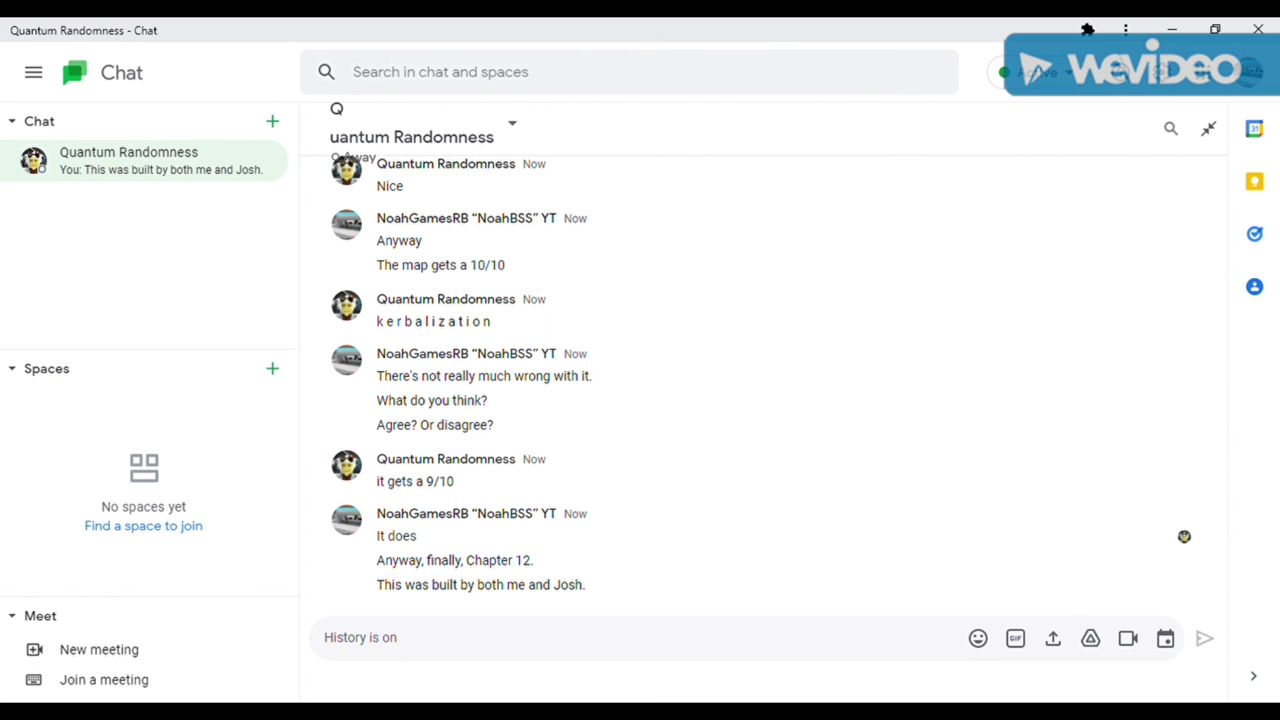 Quantum Randomness - Chat
wevideo
Chat
Search in chat and spaces
Active
Chat
Quantum Randomness
You: This was built by both me and Josh.
Spaces
No spaces yet
Find a space to join
Meet
New meeting
Join a meeting
Q
uantum Randomness
Away
Quantum Randomness Now
Nice
NoahGamesRB “NoahBSS” YT Now
Anyway
The map gets a 10/10
Quantum Randomness Now
k e r b a l i z a t i o n
NoahGamesRB “NoahBSS” YT Now
There's not really much wrong with it.
What do you think?
Agree? Or disagree?
Quantum Randomness Now
it gets a 9/10
NoahGamesRB “NoahBSS” YT Now
It does
Anyway, finally, Chapter 12.
This was built by both me and Josh.
History is on
GIF
31